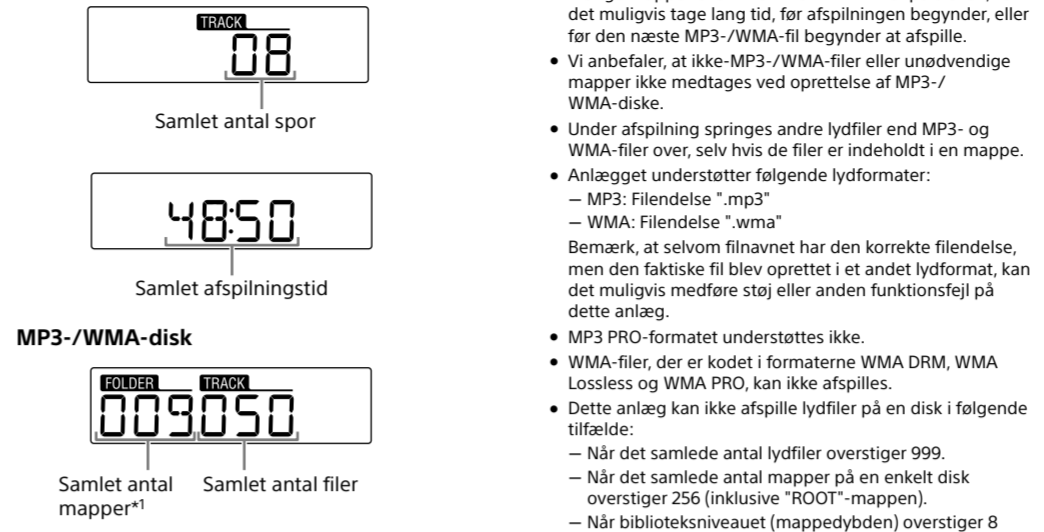 TRACK
08
Samlet antal spor
48:50
Samlet afspilningstid
MP3-/WMA-disk
FOLDER TRACK
009 050
Samlet antal mapper*1
Samlet antal filer
det muligvis tage lang tid, før afspilningen begynder, eller
før den næste MP3-/WMA-fil begynder at afspille.
• Vi anbefaler, at ikke-MP3-/WMA-filer eller unødvendige
mapper ikke medtages ved oprettelse af MP3-/
WMA-diske.
• Under afspilning springes andre lydfiler end MP3- og
WMA-filer over, selv hvis de filer er indeholdt i en mappe.
• Anlægget understøtter følgende lydformater:
– MP3: Filendelse ".mp3"
– WMA: Filendelse ".wma"
Bemærk, at selvom filnavnet har den korrekte filendelse,
men den faktiske fil blev oprettet i et andet lydformat, kan
det muligvis medføre støj eller anden funktionsfejl på
dette anlæg.
• MP3 PRO-formatet understøttes ikke.
• WMA-filer, der er kodet i formaterne WMA DRM, WMA
Lossless og WMA PRO, kan ikke afspilles.
• Dette anlæg kan ikke afspille lydfiler på en disk i følgende
tilfælde:
– Når det samlede antal lydfiler overstiger 999.
– Når det samlede antal mapper på en enkelt disk
overstiger 256 (inklusive "ROOT"-mappen).
– Når biblioteksniveauet (mappedybden) overstiger 8